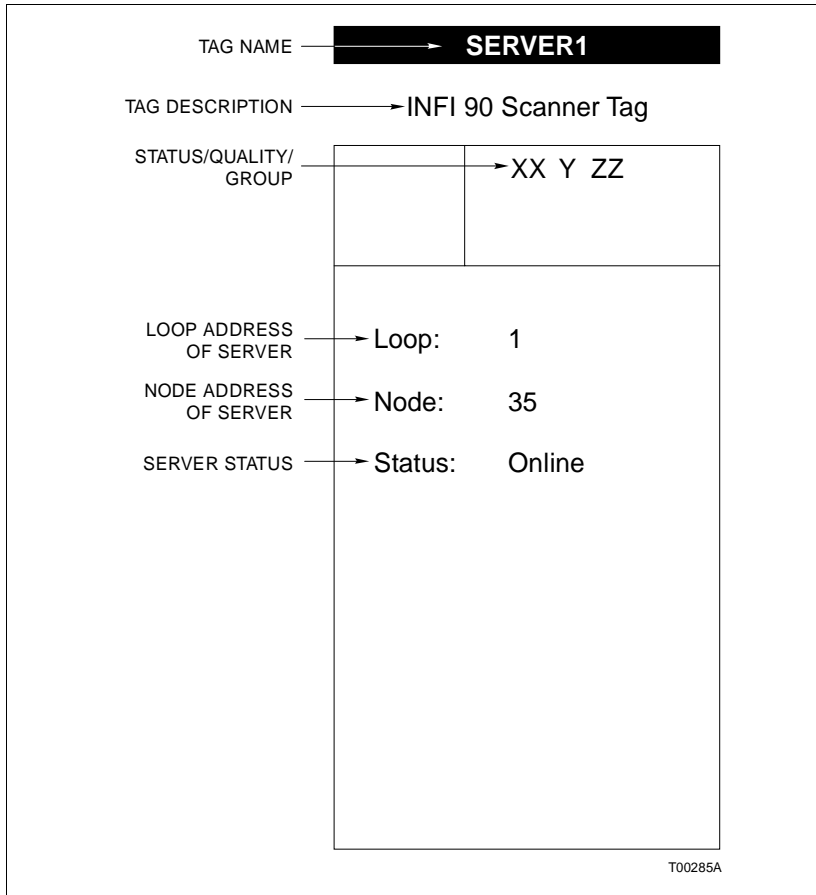 TAG NAME SERVER1
TAG DESCRIPTION INFI 90 Scanner Tag
STATUS/QUALITY/
GROUP
XX Y ZZ
LOOP ADDRESS
OF SERVER
Loop: 1
NODE ADDRESS
OF SERVER
Node: 35
SERVER STATUS Status: Online
T00285A